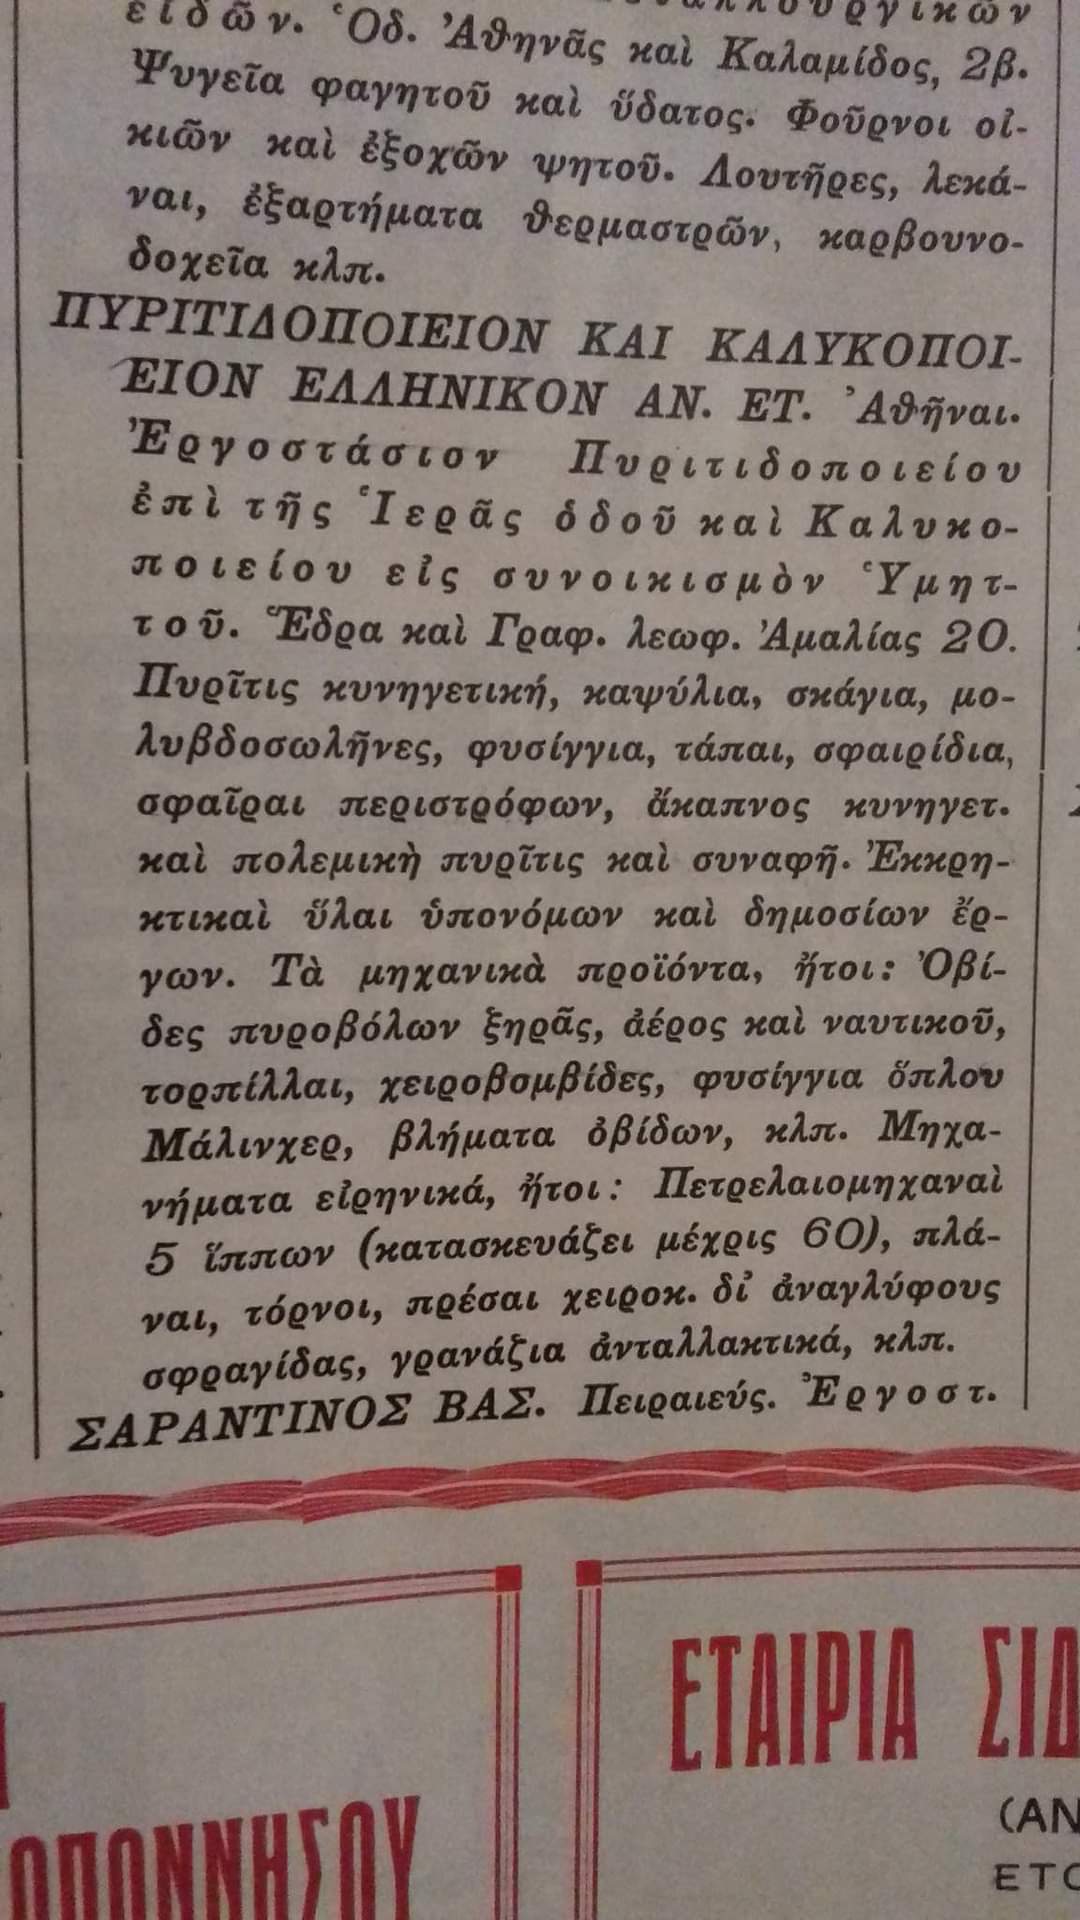 εἰδῶν. Ὁδ. Ἀθηνᾶς καὶ Καλαμίδος, 2β.
Ψυγεῖα φαγητοῦ καὶ ὕδατος. Φοῦρνοι οἰ-
κιῶν καὶ ἐξοχῶν ψητοῦ. Λουτῆρες, λεκά-
ναι, ἐξαρτήματα θερμαστρῶν, καρβουνο-
δοχεῖα κλπ.
ΠΥΡΙΤΙΔΟΠΟΙΕΙΟΝ ΚΑΙ ΚΑΛΥΚΟΠΟΙ-
ΕΙΟΝ ΕΛΛΗΝΙΚΟΝ ΑΝ. ΕΤ. Ἀθῆναι.
Ἐργοστάσιον Πυριτιδοποιείου
ἐπὶ τῆς Ἱερᾶς ὁδοῦ καὶ Καλυκο-
ποιείου εἰς συνοικισμὸν Ὑμητ-
τοῦ. Ἕδρα καὶ Γραφ. λεωφ. Ἀμαλίας 20.
Πυρῖτις κυνηγετική, καψύλια, σκάγια, μο-
λυβδοσωλῆνες, φυσίγγια, τάπαι, σφαιρίδια,
σφαῖραι περιστρόφων, ἄκαπνος κυνηγετ.
καὶ πολεμικὴ πυρῖτις καὶ συναφῆ. Ἐκκρη-
κτικαὶ ὕλαι ὑπονόμων καὶ δημοσίων ἔρ-
γων. Τὰ μηχανικὰ προϊόντα, ἤτοι: Ὀβί-
δες πυροβόλων ξηρᾶς, ἀέρος καὶ ναυτικοῦ,
τορπίλλαι, χειροβομβίδες, φυσίγγια ὅπλου
Μάλινχερ, βλήματα ὀβίδων, κλπ. Μηχα-
νήματα εἰρηνικά, ἤτοι: Πετρελαιομηχαναὶ
5 ἵππων (κατασκευάζει μέχρις 60), πλά-
ναι, τόρνοι, πρέσαι χειροκ. δι' ἀναγλύφους
σφραγίδας, γρανάζια ἀνταλλακτικά, κλπ.
ΣΑΡΑΝΤΙΝΟΣ ΒΑΣ. Πειραιεύς. Ἐργοστ.
ΕΤΑΙΡΙΑ ΣΙΔ
(ΑΝ
ΕΤΟ
ΟΠΟΝΝΗΣΟΥ